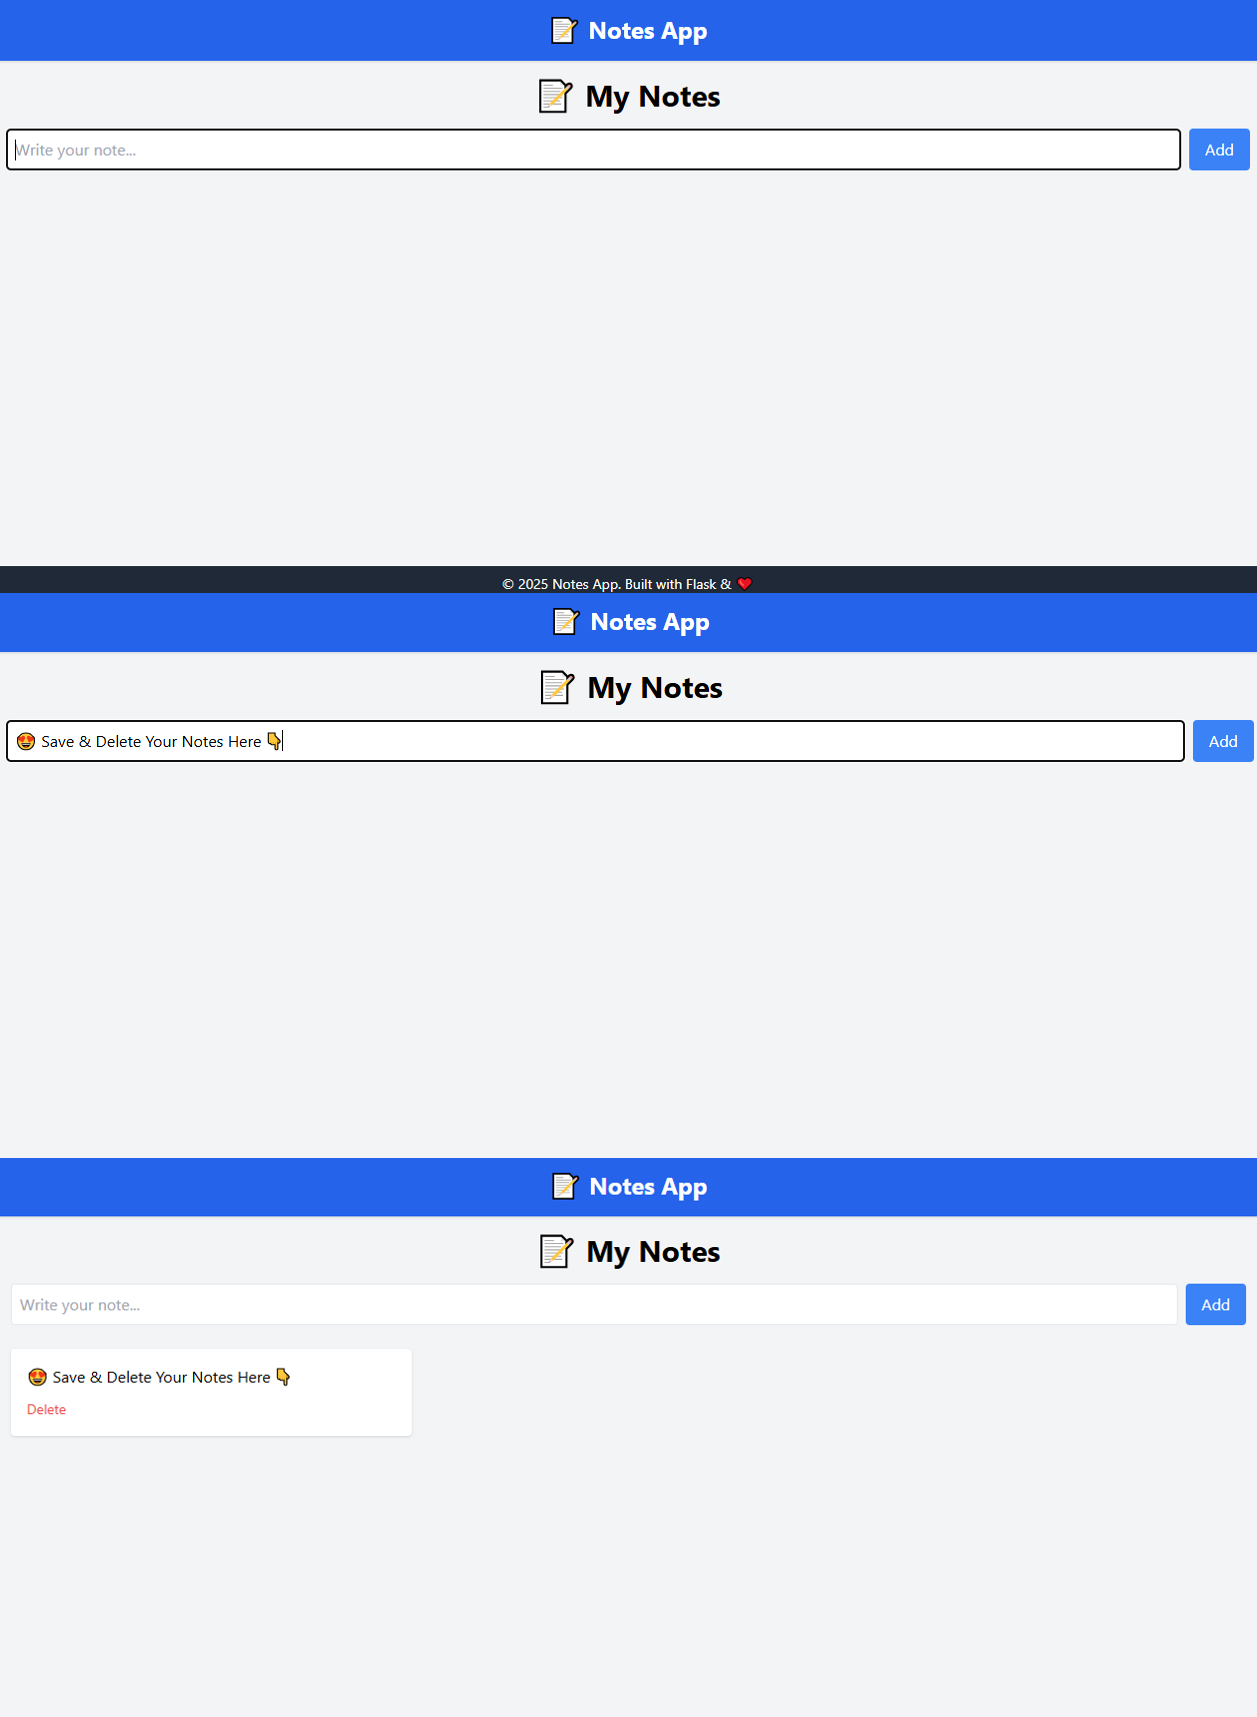 📝 Notes App
📝 My Notes
Write your note...
Add
© 2025 Notes App. Built with Flask & ❤️
📝 Notes App
📝 My Notes
😍 Save & Delete Your Notes Here 👇
Add
📝 Notes App
📝 My Notes
Write your note...
Add
😍 Save & Delete Your Notes Here 👇
Delete